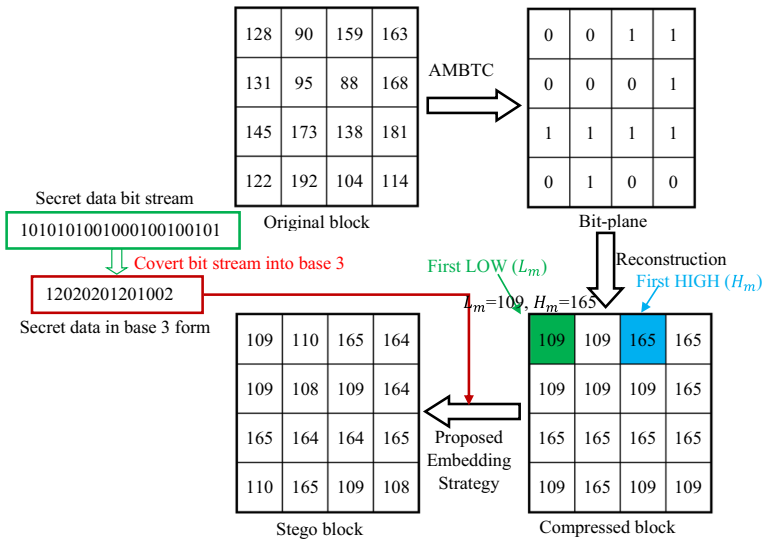 128 90 159 163
131 95 88 168
145 173 138 181
122 192 104 114
Original block
AMBTC
0 0 1 1
0 0 0 1
1 1 1 1
0 1 0 0
Bit-plane
Secret data bit stream
1010101001000100100101
Covert bit stream into base 3
12020201201002
Secret data in base 3 form
Reconstruction
First LOW (Lₘ)
First HIGH (Hₘ)
Lₘ=109, Hₘ=165
109 110 165 164
109 108 109 164
165 164 164 165
110 165 109 108
Stego block
Proposed
Embedding
Strategy
109 109 165 165
109 109 109 165
165 165 165 165
109 165 109 109
Compressed block